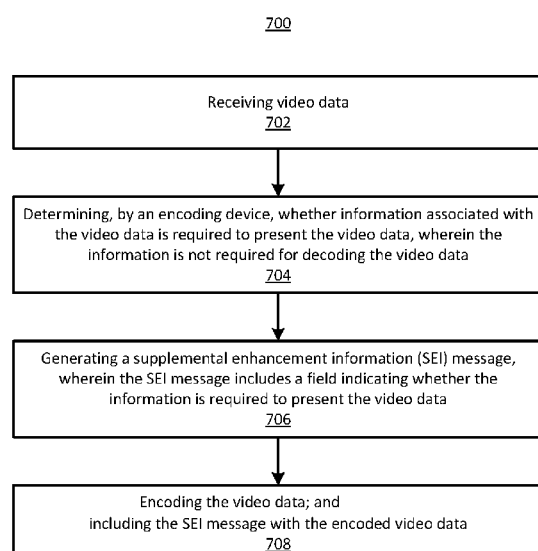 700
Receiving video data
702
Determining, by an encoding device, whether information associated with
the video data is required to present the video data, wherein the
information is not required for decoding the video data
704
Generating a supplemental enhancement information (SEI) message,
wherein the SEI message includes a field indicating whether the
information is required to present the video data
706
Encoding the video data; and
including the SEI message with the encoded video data
708